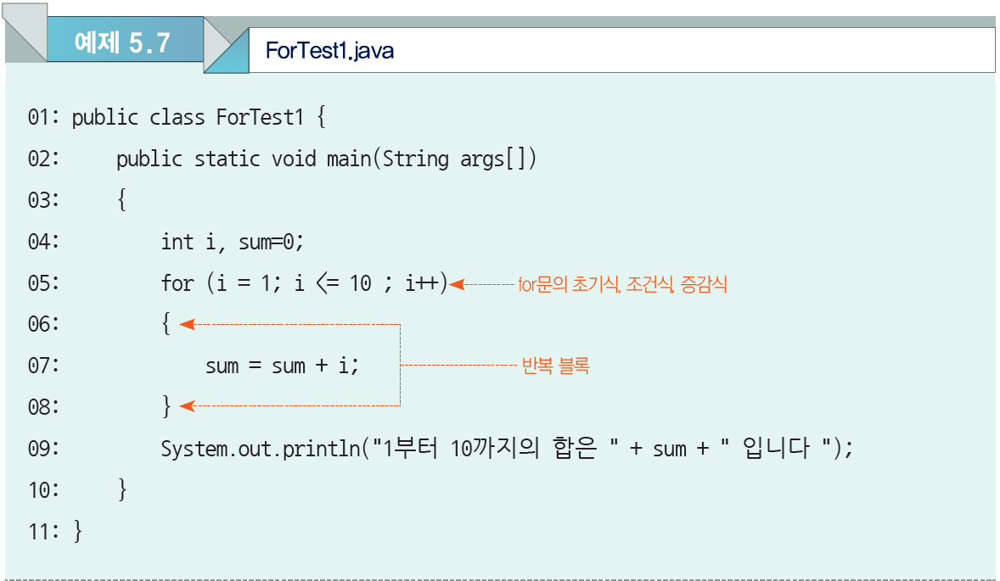 예제 5.7
ForTest1.java
01: public class ForTest1 {
02:     public static void main(String args[])
03:     {
04:         int i, sum=0;
05:         for (i = 1; i <= 10 ; i++) for문의 초기식, 조건식, 증감식
06:         {
07:             sum = sum + i; 반복 블록
08:         }
09:         System.out.println("1부터 10까지의 합은 " + sum + " 입니다 ");
10:     }
11: }